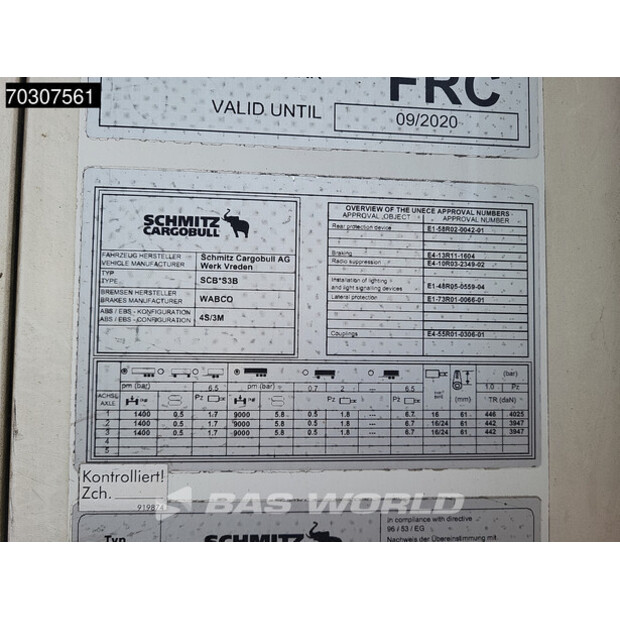 70307561
FRC
VALID UNTIL 09/2020
SCHMITZ
CARGOBULL
FAHRZEUG HERSTELLER Schmitz Cargobull AG
VEHICLE MANUFACTURER Werk Vreden
TYP SCB*S3B
TYPE
BREMSEN HERSTELLER WABCO
BRAKES MANUFACTURER
ABS / EBS - KONFIGURATION 4S/3M
ABS / EBS - CONFIGURATION
OVERVIEW OF THE UNECE APPROVAL NUMBERS
APPROVAL OBJECT APPROVAL NUMBER
Rear protection device E1-58R02-0042-01
Braking E4-13R11-1604
Radio suppression E4-10R03-2349-02
Installation of lighting
and light signalling devices E1-48R05-0559-04
Lateral protection E1-73R01-0066-01
Couplings E4-55R01-0306-01
(bar)
pm (bar) 6.5 pm (bar) 0.7 2 --- 6.5 1.0 Pz
ACHSE
AXLE Pz Pz (mm) TR (daN)
1 1400 0.5 1.7 9000 5.8 0.5 1.8 --- 6.7 16 61 446 4025
2 1400 0.5 1.7 9000 5.8 0.5 1.8 --- 6.7 16/24 61 442 3947
3 1400 0.5 1.7 9000 5.8 0.5 1.8 --- 6.7 16/24 61 442 3947
4
5
Kontrolliert!
Zch.
919874
BAS WORLD
Typ
SCHMITZ
In compliance with directive
96 / 53 / EG
Nachweis der Übereinstimmung mit